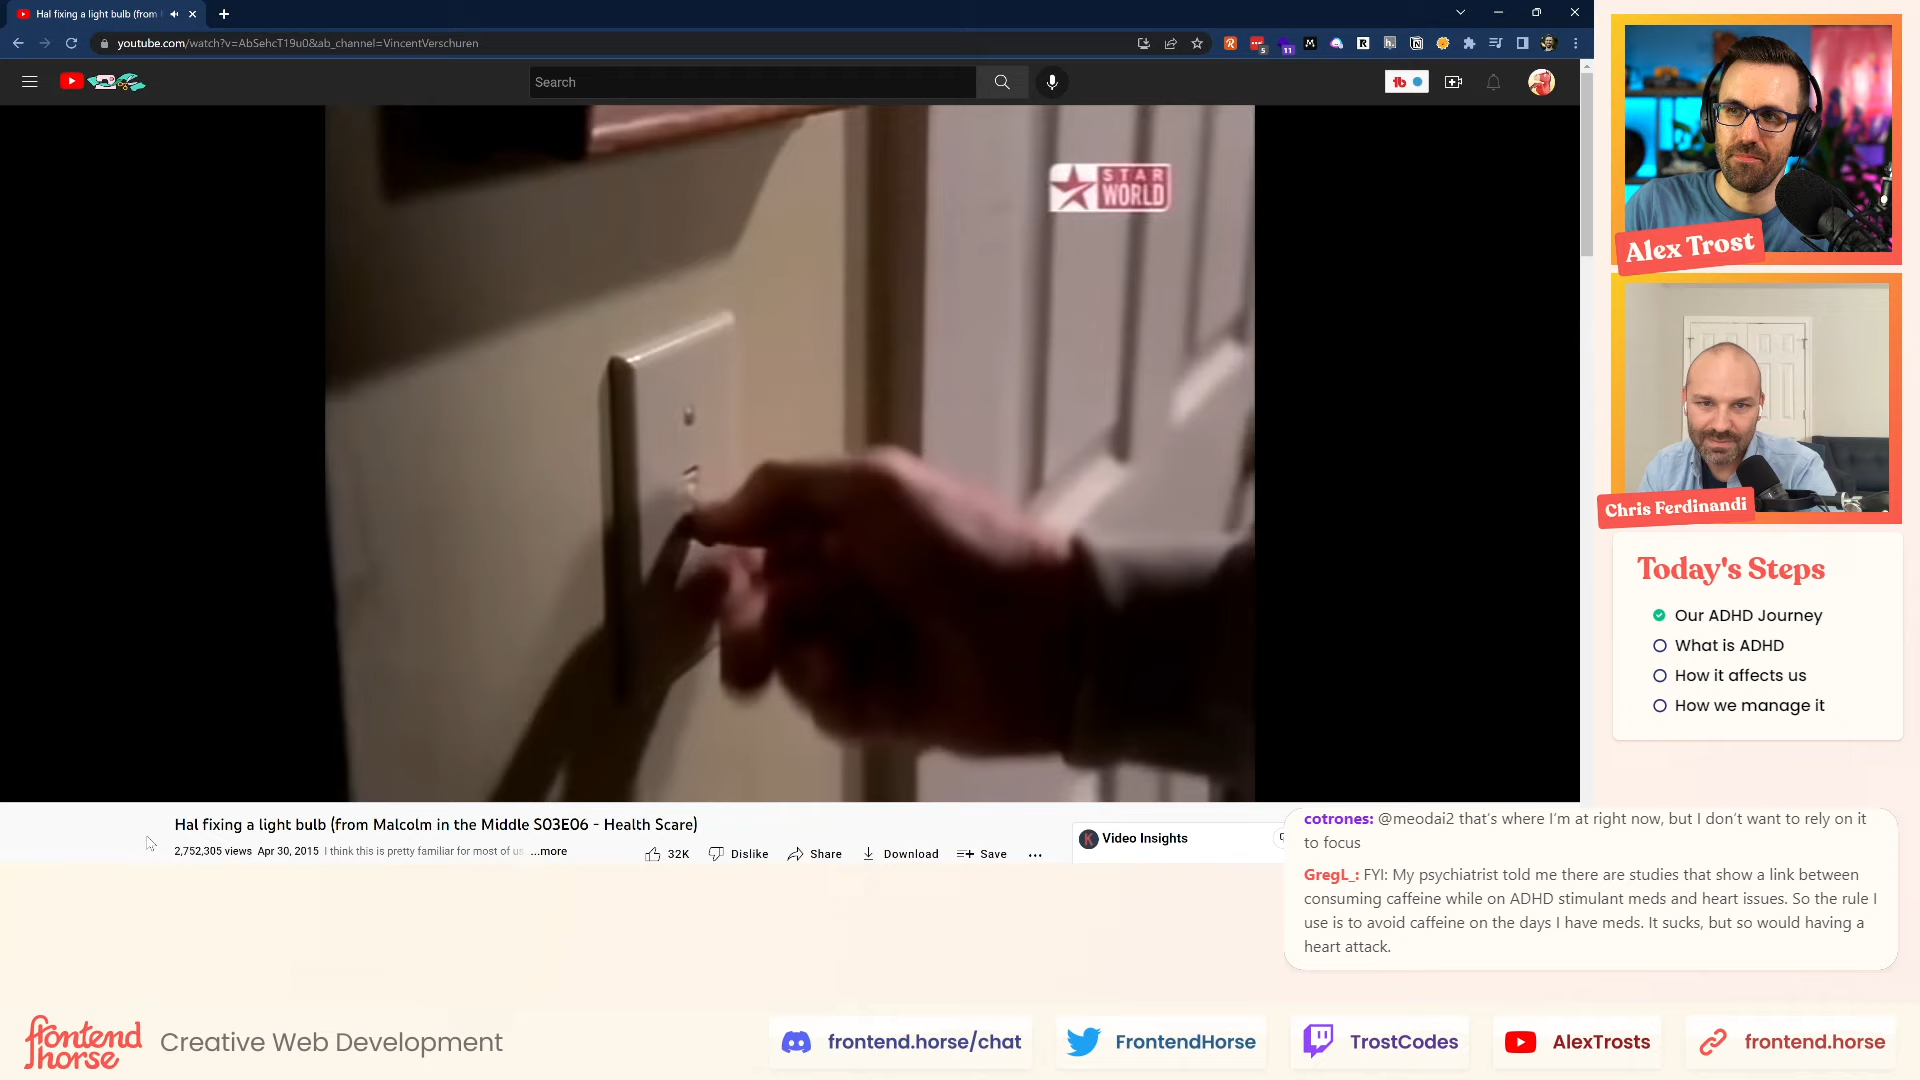 Hal fixing a light bulb (from
youtube.com/watch?v=AbSehcT19u0&ab_channel=VincentVerschuren
5
11
Search
STAR
WORLD
Alex Trost
Chris Ferdinandi
Today's Steps
Our ADHD Journey
What is ADHD
How it affects us
How we manage it
Hal fixing a light bulb (from Malcolm in the Middle S03E06 - Health Scare)
2,752,305 views Apr 30, 2015 I think this is pretty familiar for most of us ...more
32K Dislike Share Download Save
Video Insights
cotrones: @meodai2 that's where I'm at right now, but I don't want to rely on it
to focus
GregL_: FYI: My psychiatrist told me there are studies that show a link between
consuming caffeine while on ADHD stimulant meds and heart issues. So the rule I
use is to avoid caffeine on the days I have meds. It sucks, but so would having a
heart attack.
frontend
horse
Creative Web Development
frontend.horse/chat
FrontendHorse
TrostCodes
AlexTrosts
frontend.horse